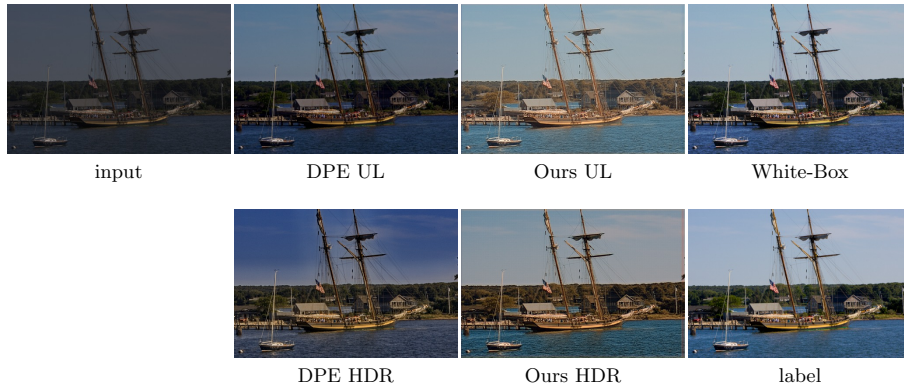 input
DPE UL
Ours UL
White-Box
DPE HDR
Ours HDR
label